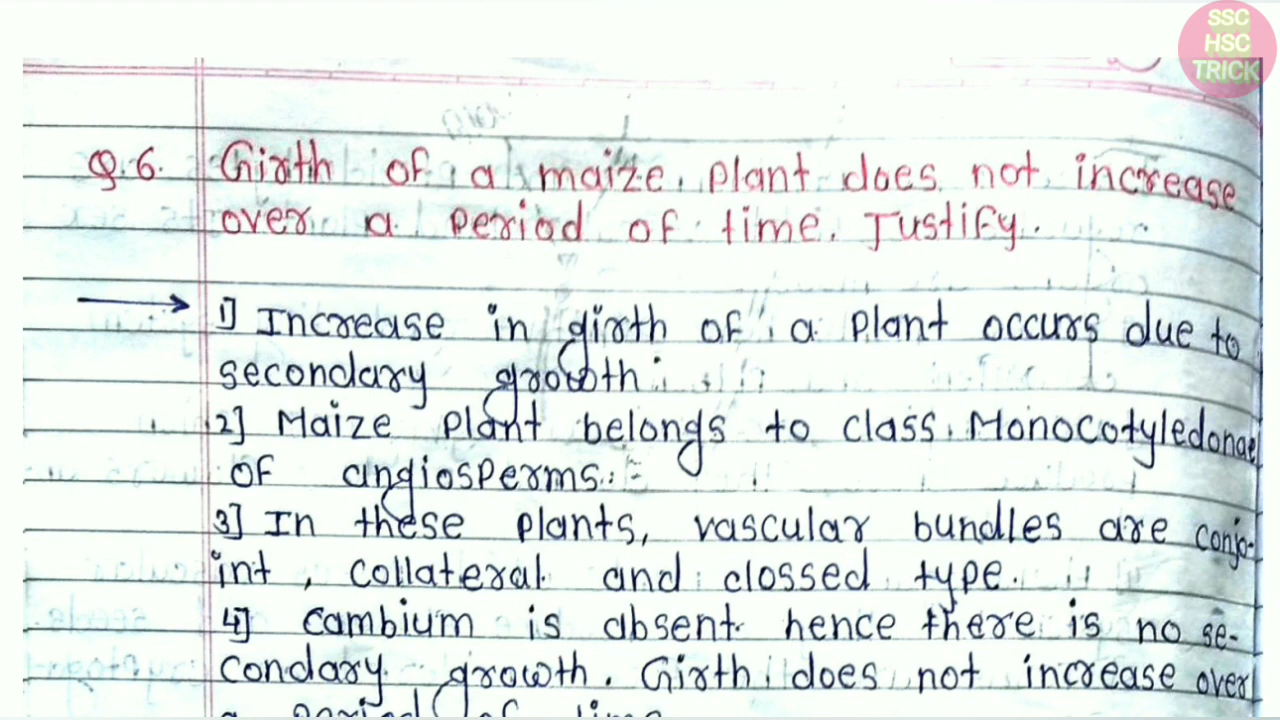 SSC
HSC
TRICK
Q.6. Girth of a maize plant does not increase
over a period of time. Justify.
1] Increase in girth of a plant occurs due to
secondary growth.
2] Maize plant belongs to class Monocotyledonae
of angiosperms.
3] In these plants, vascular bundles are conjo-
int, collateral and clossed type.
4] Cambium is absent hence there is no se-
condary growth. Girth does not increase over
a period of time